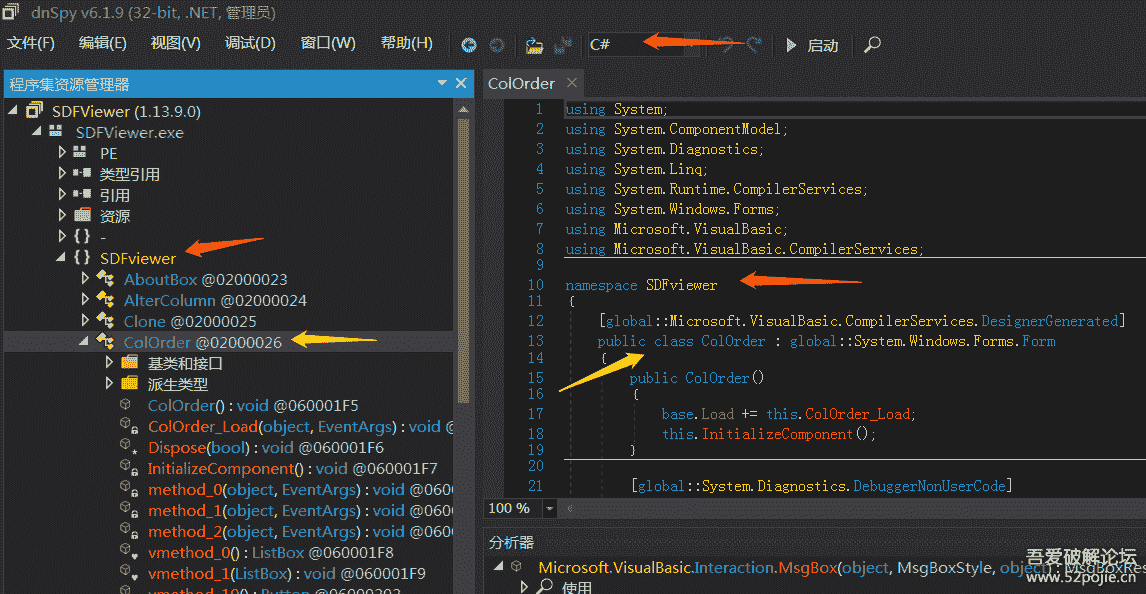 dnSpy v6.1.9 (32-bit, .NET, 管理员)
文件(F) 编辑(E) 视图(V) 调试(D) 窗口(W) 帮助(H) C# 启动
程序集资源管理器
SDFViewer (1.13.9.0)
SDFViewer.exe
PE
类型引用
引用
资源
{ } -
{ } SDFviewer
AboutBox @02000023
AlterColumn @02000024
Clone @02000025
ColOrder @02000026
基类和接口
派生类型
ColOrder() : void @060001F5
ColOrder_Load(object, EventArgs) : void @
Dispose(bool) : void @060001F6
InitializeComponent() : void @060001F7
method_0(object, EventArgs) : void @060
method_1(object, EventArgs) : void @060
method_2(object, EventArgs) : void @060
vmethod_0() : ListBox @060001F8
vmethod_1(ListBox) : void @060001F9
ColOrder
1 using System;
2 using System.ComponentModel;
3 using System.Diagnostics;
4 using System.Linq;
5 using System.Runtime.CompilerServices;
6 using System.Windows.Forms;
7 using Microsoft.VisualBasic;
8 using Microsoft.VisualBasic.CompilerServices;
9
10 namespace SDFviewer
11 {
12 [global::Microsoft.VisualBasic.CompilerServices.DesignerGenerated]
13 public class ColOrder : global::System.Windows.Forms.Form
14 {
15 public ColOrder()
16 {
17 base.Load += this.ColOrder_Load;
18 this.InitializeComponent();
19 }
20
21 [global::System.Diagnostics.DebuggerNonUserCode]
100 %
分析器
Microsoft.VisualBasic.Interaction.MsgBox(object, MsgBoxStyle, object) : MsgBoxRes
使用
吾爱破解论坛
www.52pojie.cn